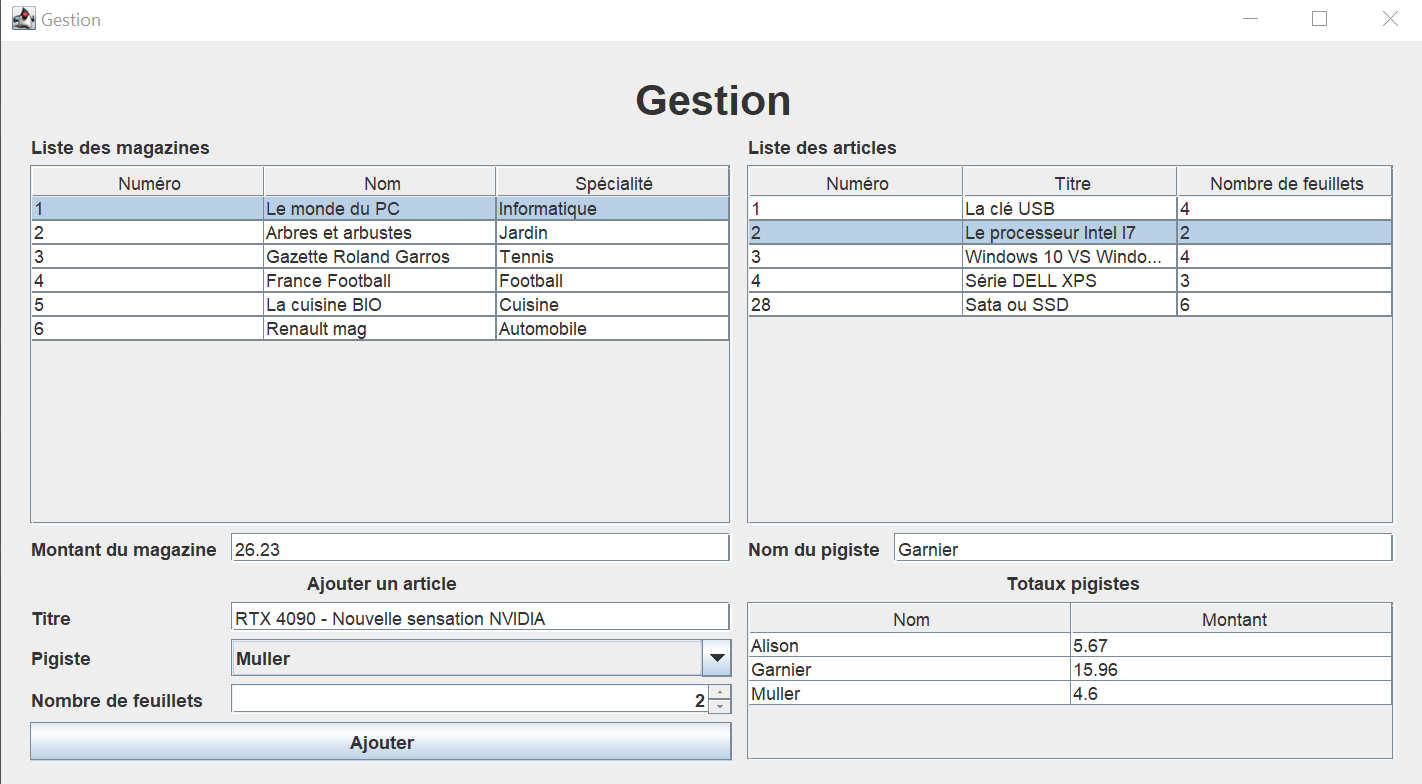 Gestion
Gestion
Liste des magazines
Numéro Nom Spécialité
1 Le monde du PC Informatique
2 Arbres et arbustes Jardin
3 Gazette Roland Garros Tennis
4 France Football Football
5 La cuisine BIO Cuisine
6 Renault mag Automobile
Liste des articles
Numéro Titre Nombre de feuillets
1 La clé USB 4
2 Le processeur Intel I7 2
3 Windows 10 VS Windo... 4
4 Série DELL XPS 3
28 Sata ou SSD 6
Montant du magazine 26.23
Nom du pigiste Garnier
Ajouter un article
Titre RTX 4090 - Nouvelle sensation NVIDIA
Pigiste Muller
Nombre de feuillets 2
Ajouter
Totaux pigistes
Nom Montant
Alison 5.67
Garnier 15.96
Muller 4.6